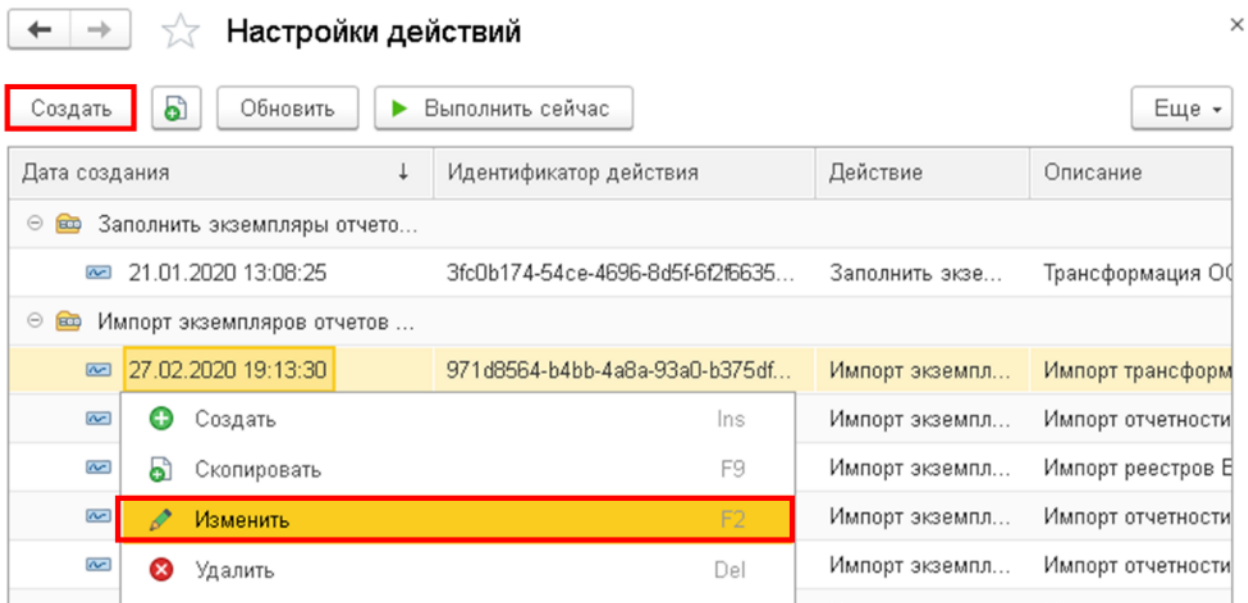 Настройки действий
Создать Обновить Выполнить сейчас Еще
Дата создания Идентификатор действия Действие Описание
Заполнить экземпляры отчето...
21.01.2020 13:08:25 3fc0b174-54ce-4696-8d5f-6f2f6635... Заполнить экзе... Трансформация ОС
Импорт экземпляров отчетов ...
27.02.2020 19:13:30 971d8564-b4bb-4a8a-93a0-b375df... Импорт экземпл... Импорт трансформ
Создать Ins Импорт экземпл... Импорт отчетности
Скопировать F9 Импорт экземпл... Импорт реестров
Изменить F2 Импорт экземпл... Импорт отчетности
Удалить Del Импорт экземпл... Импорт отчетности